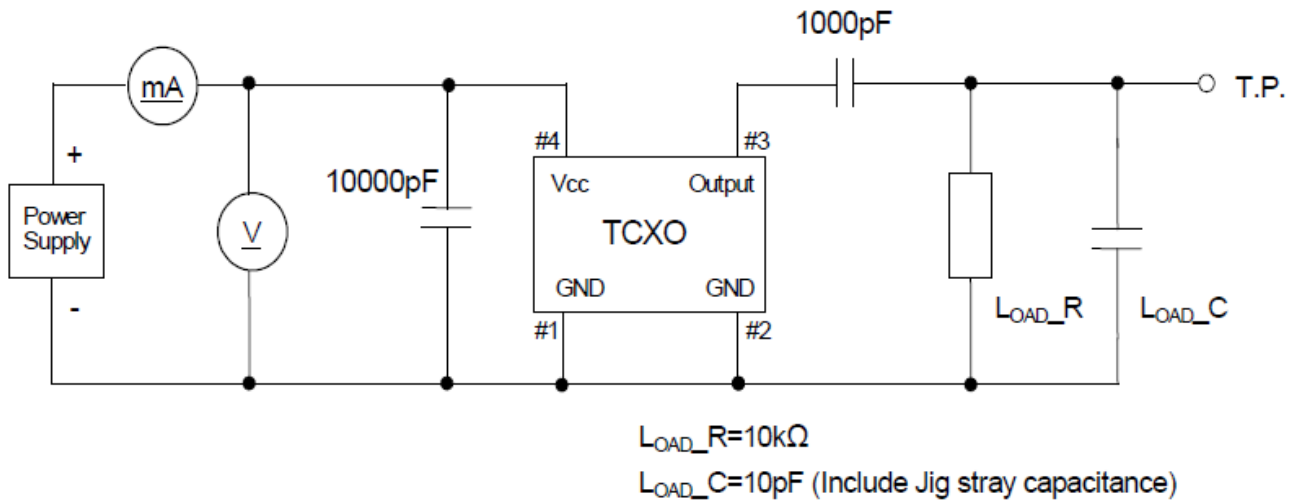 1000pF
mA
T.P.
#4
#3
+
10000pF
Vcc
Output
Power
Supply
V
TCXO
GND
GND
-
#1
#2
LOAD_R
LOAD_C
LOAD_R=10kΩ
LOAD_C=10pF (Include Jig stray capacitance)